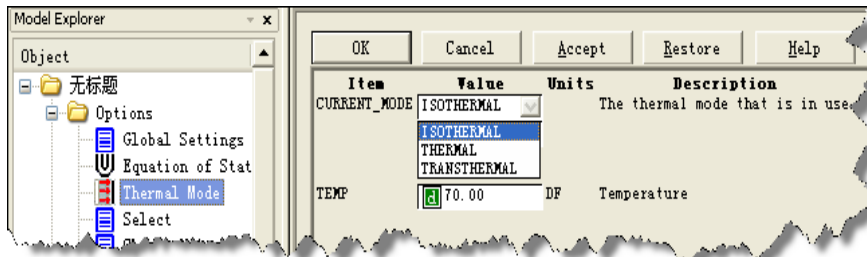 Model Explorer
Object
无标题
Options
Global Settings
Equation of Stat
Thermal Mode
Select
OK Cancel Accept Restore Help
Item Value Units Description
CURRENT_MODE ISOTHERMAL The thermal mode that is in use.
ISOTHERMAL
THERMAL
TRANSTHERMAL
TEMP d 70.00 DF Temperature